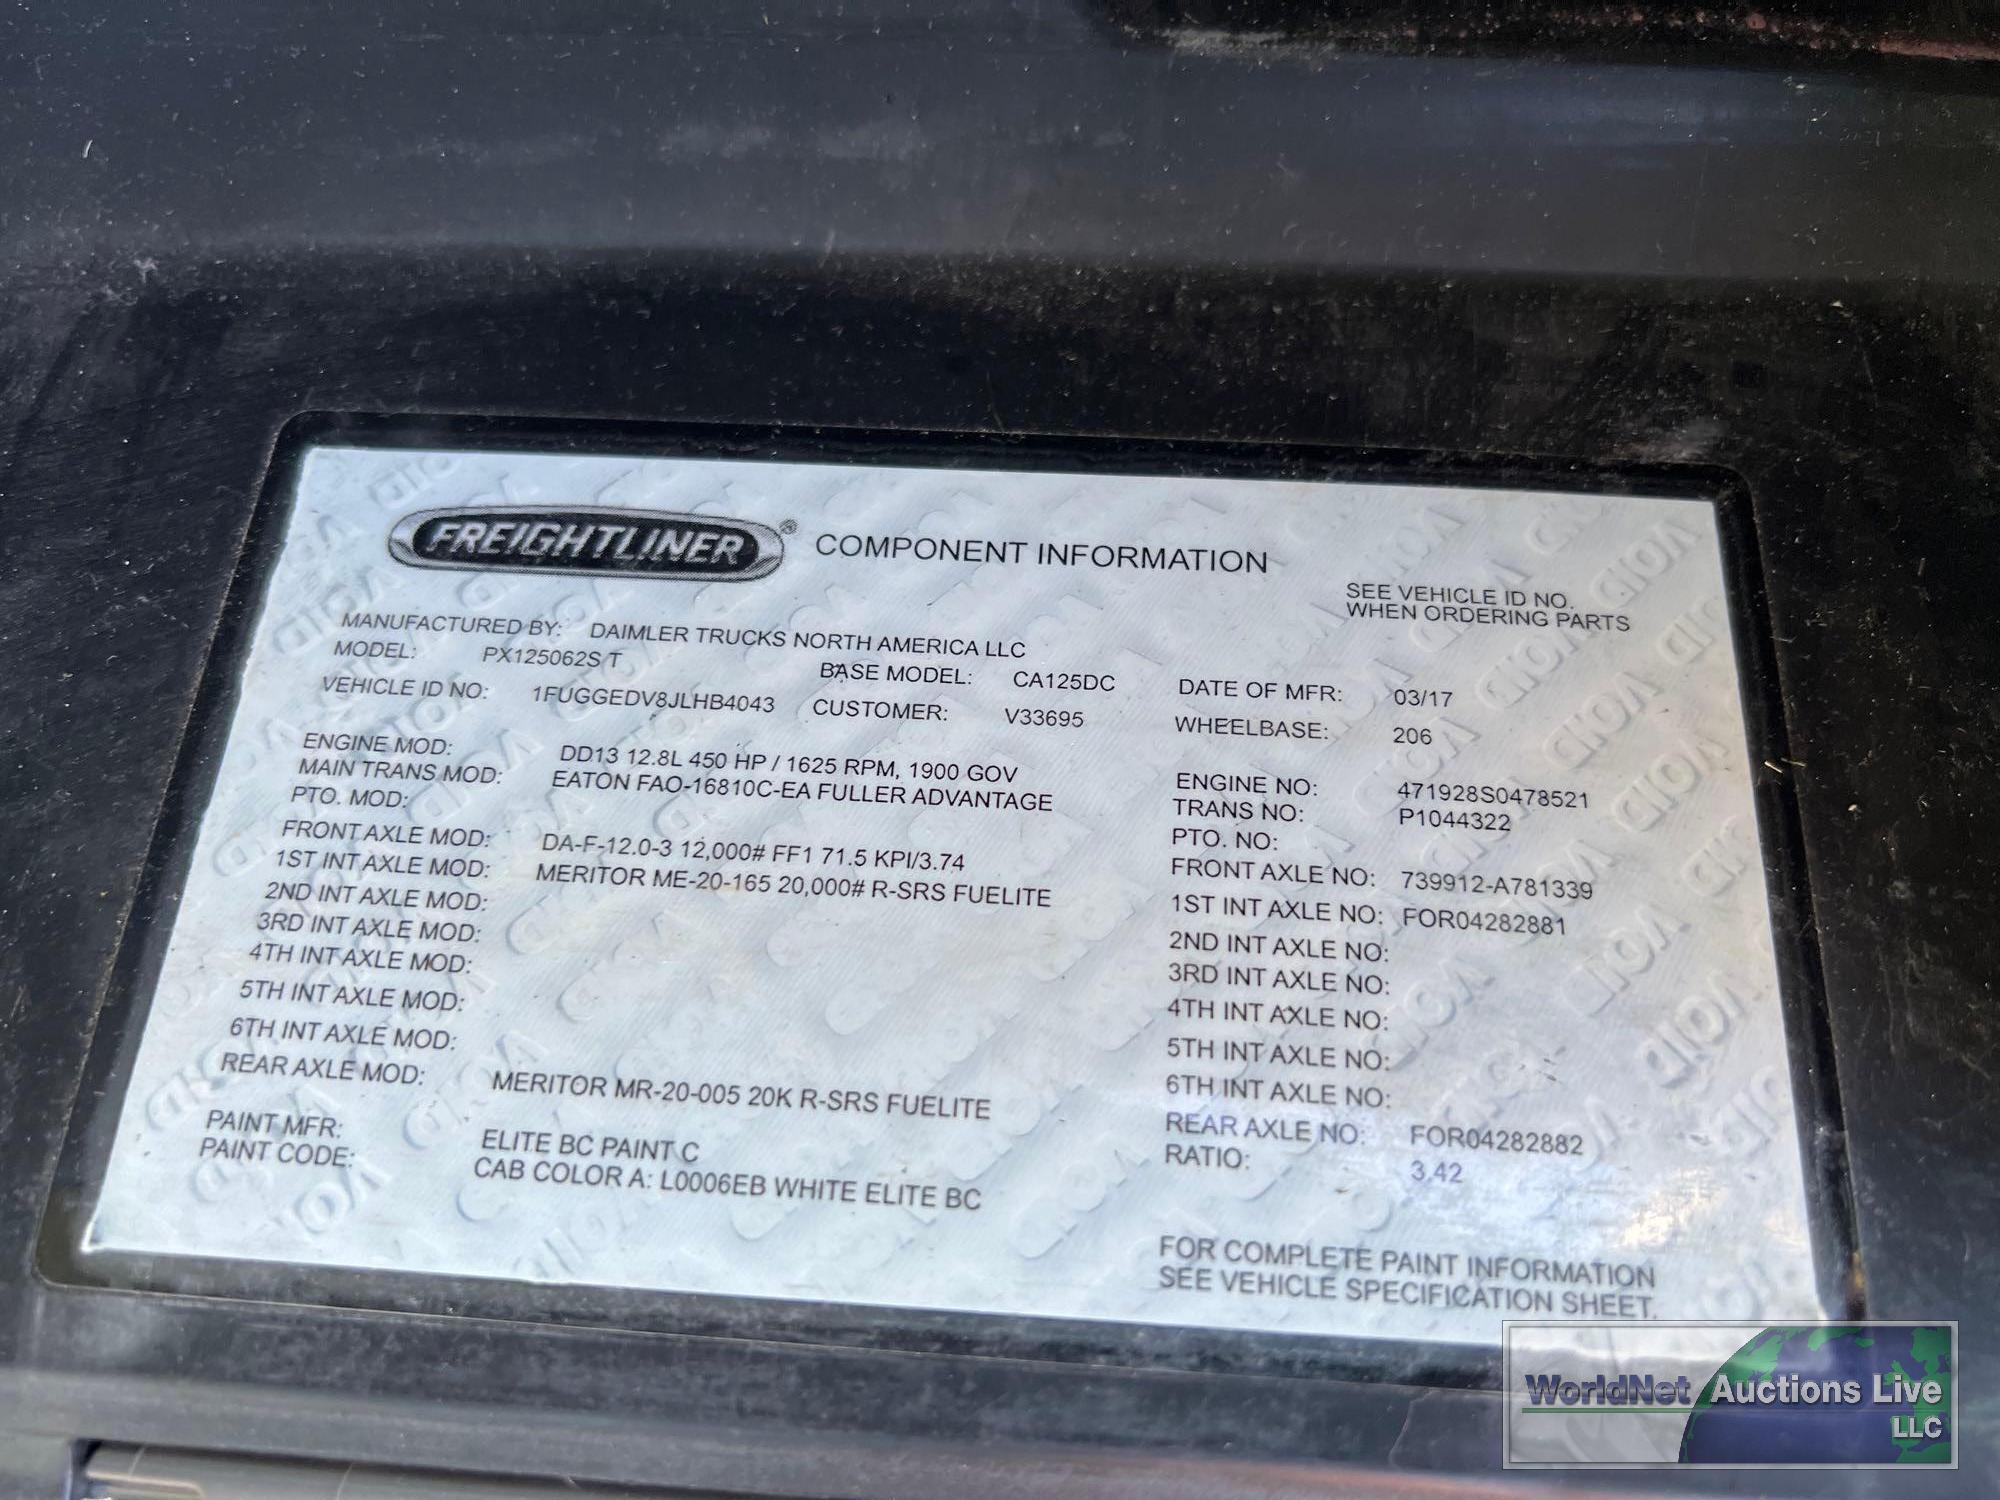 FREIGHTLINER® COMPONENT INFORMATION
SEE VEHICLE ID NO.
WHEN ORDERING PARTS
MANUFACTURED BY: DAIMLER TRUCKS NORTH AMERICA LLC
MODEL: PX125062S T BASE MODEL: CA125DC DATE OF MFR: 03/17
VEHICLE ID NO: 1FUGGEDV8JLHB4043 CUSTOMER: V33695 WHEELBASE: 206
ENGINE MOD: DD13 12.8L 450 HP / 1625 RPM, 1900 GOV ENGINE NO: 471928S0478521
MAIN TRANS MOD: EATON FAO-16810C-EA FULLER ADVANTAGE TRANS NO: P1044322
PTO. MOD: PTO. NO:
FRONT AXLE MOD: DA-F-12.0-3 12,000# FF1 71.5 KPI/3.74 FRONT AXLE NO: 739912-A781339
1ST INT AXLE MOD: MERITOR ME-20-165 20,000# R-SRS FUELITE 1ST INT AXLE NO: FOR04282881
2ND INT AXLE MOD: 2ND INT AXLE NO:
3RD INT AXLE MOD: 3RD INT AXLE NO:
4TH INT AXLE MOD: 4TH INT AXLE NO:
5TH INT AXLE MOD: 5TH INT AXLE NO:
6TH INT AXLE MOD: 6TH INT AXLE NO:
REAR AXLE MOD: MERITOR MR-20-005 20K R-SRS FUELITE REAR AXLE NO: FOR04282882
RATIO: 3.42
PAINT MFR: ELITE BC PAINT C
PAINT CODE: CAB COLOR A: L0006EB WHITE ELITE BC
FOR COMPLETE PAINT INFORMATION
SEE VEHICLE SPECIFICATION SHEET.
WorldNet Auctions Live
LLC